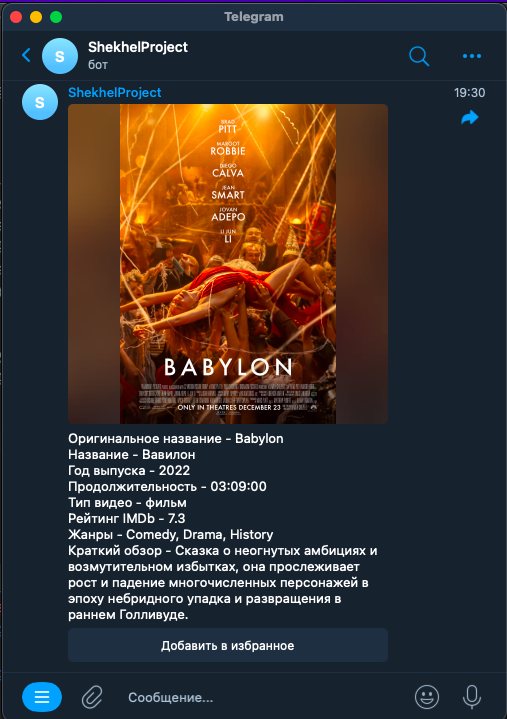 Telegram
S
ShekhelProject
бот
S
ShekhelProject
19:30
BRAD
PITT
MARGOT
ROBBIE
DIEGO
CALVA
JEAN
SMART
JOVAN
ADEPO
LI JUN
LI
BABYLON
ONLY IN THEATRES DECEMBER 23
Оригинальное название - Babylon
Название - Вавилон
Год выпуска - 2022
Продолжительность - 03:09:00
Тип видео - фильм
Рейтинг IMDb - 7.3
Жанры - Comedy, Drama, History
Краткий обзор - Сказка о неогнутых амбициях и
возмутительном избытках, она прослеживает
рост и падение многочисленных персонажей в
эпоху небридного упадка и развращения в
раннем Голливуде.
Добавить в избранное
Сообщение...